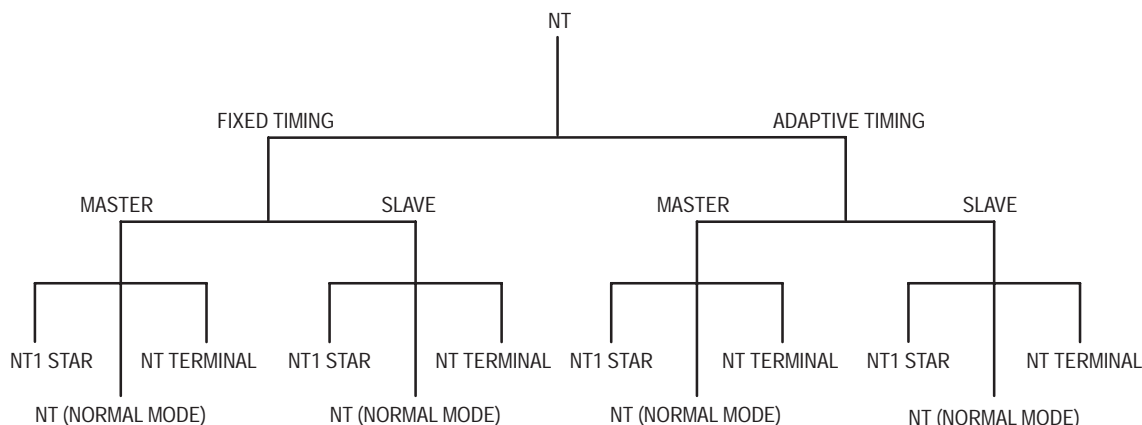 NT
FIXED TIMING
ADAPTIVE TIMING
MASTER
SLAVE
MASTER
SLAVE
NT1 STAR
NT TERMINAL
NT1 STAR
NT TERMINAL
NT1 STAR
NT TERMINAL
NT1 STAR
NT TERMINAL
NT (NORMAL MODE)
NT (NORMAL MODE)
NT (NORMAL MODE)
NT (NORMAL MODE)